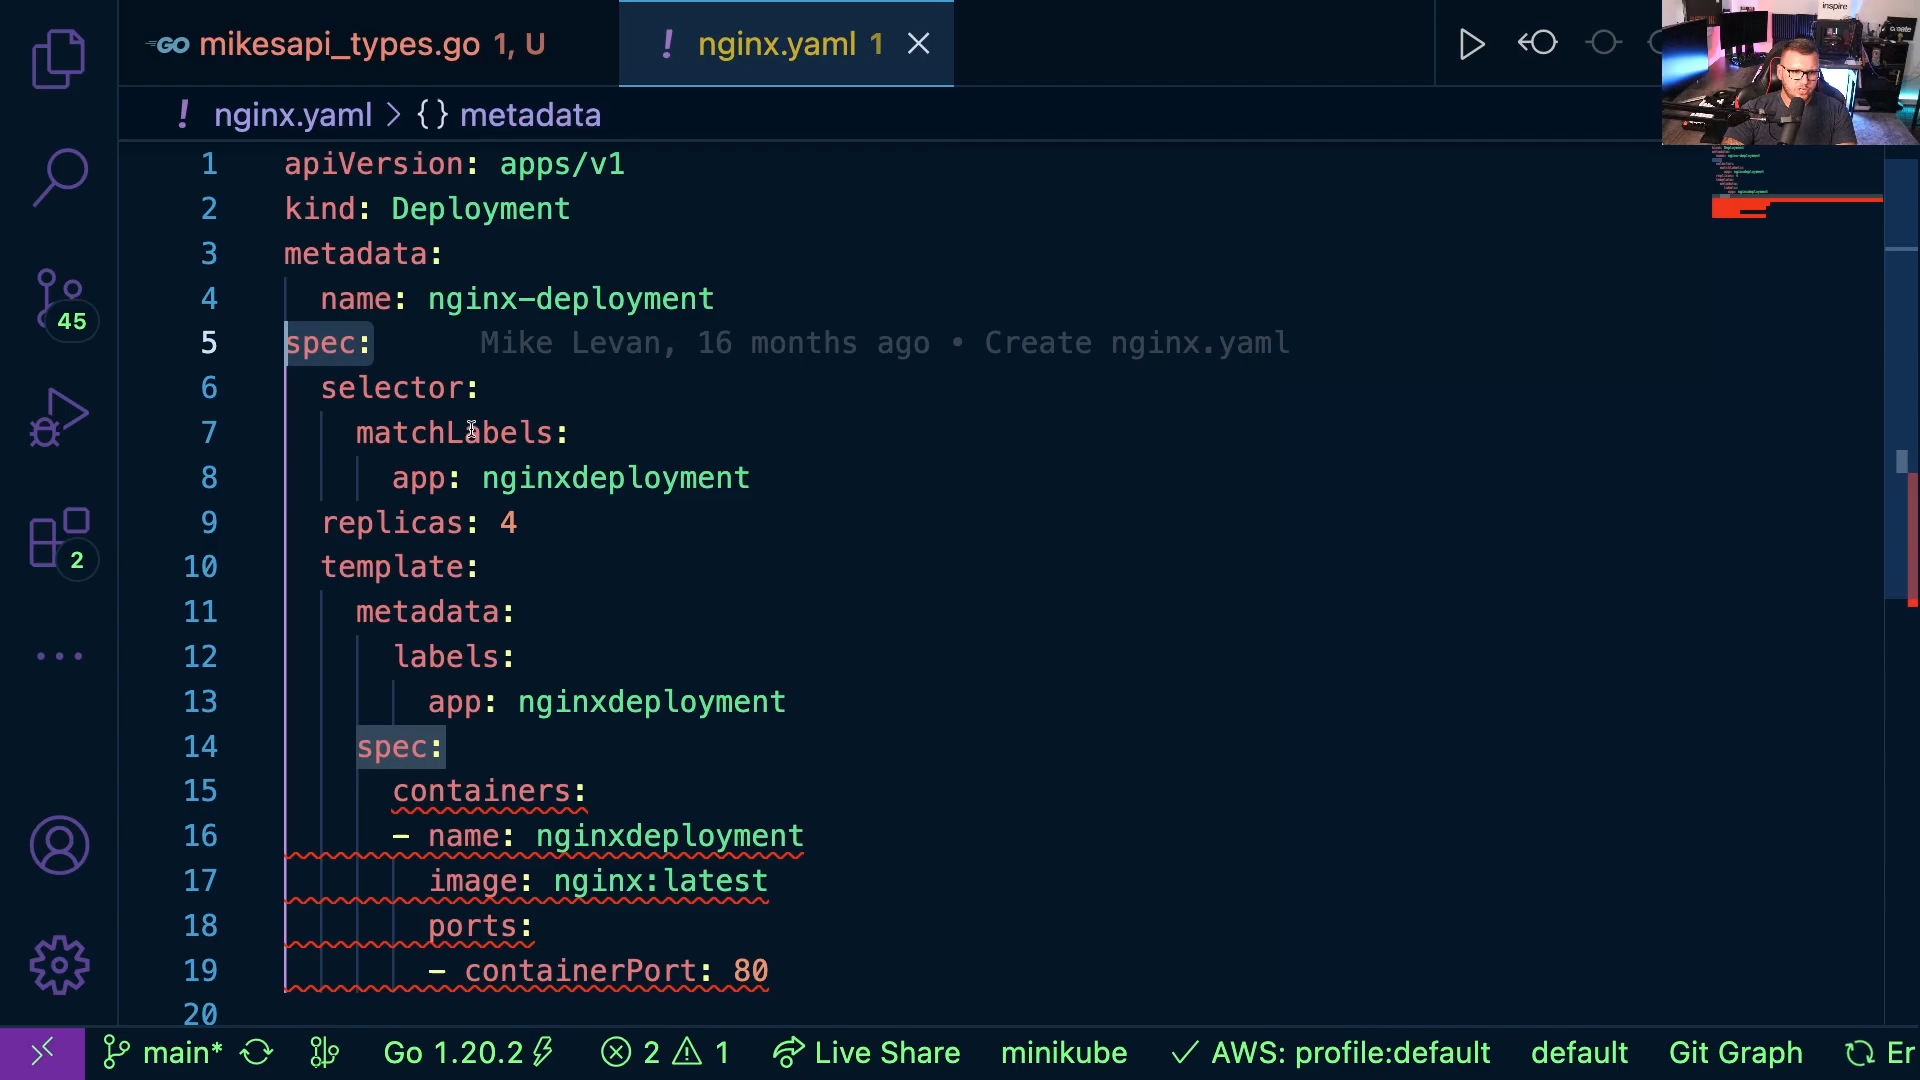 GO mikesapi_types.go 1, U
! nginx.yaml 1
! nginx.yaml > {} metadata
inspire
create
1 apiVersion: apps/v1
2 kind: Deployment
3 metadata:
4 name: nginx-deployment
5 spec: Mike Levan, 16 months ago • Create nginx.yaml
6 selector:
7 matchLabels:
8 app: nginxdeployment
9 replicas: 4
10 template:
11 metadata:
12 labels:
13 app: nginxdeployment
14 spec:
15 containers:
16 - name: nginxdeployment
17 image: nginx:latest
18 ports:
19 - containerPort: 80
20
45
2
main* Go 1.20.2 2 1 Live Share minikube AWS: profile:default default Git Graph Er